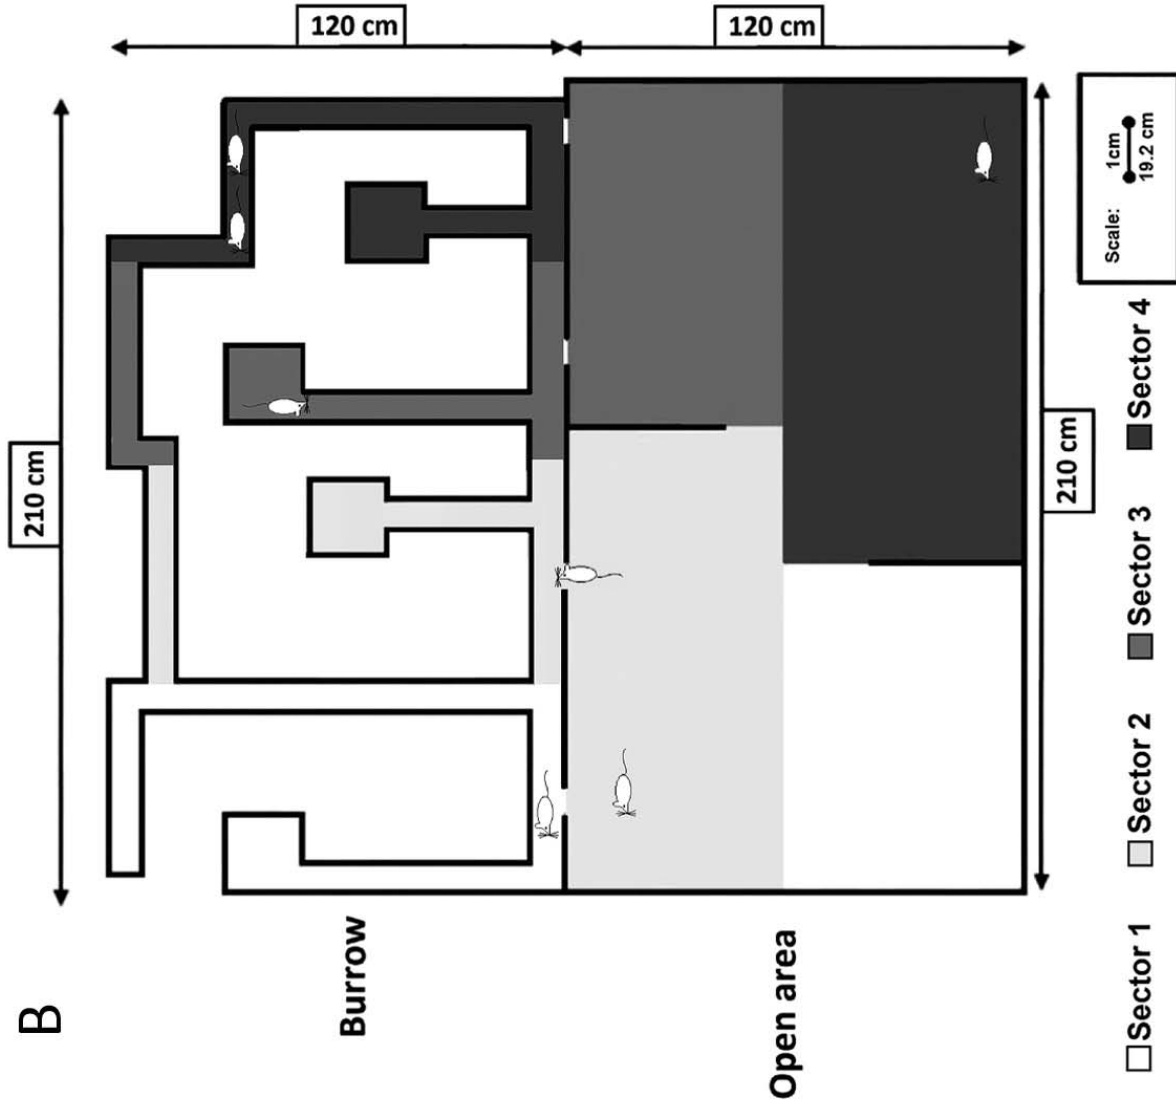 B
120 cm
120 cm
210 cm
210 cm
Burrow
Open area
Scale:
1cm
19.2 cm
Sector 1
Sector 2
Sector 3
Sector 4